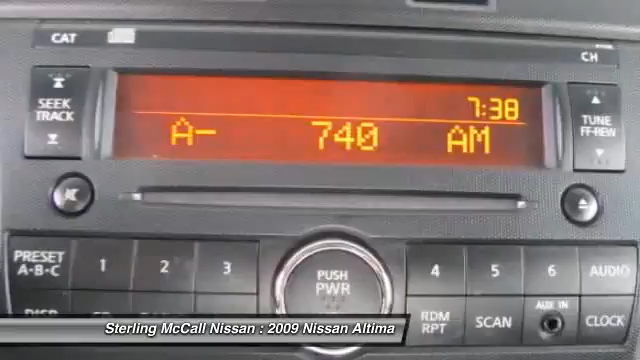 CAT
CH
SEEK
TRACK
7:38
A- 740 AM
TUNE
FF-REW
PRESET
A·B·C
1 2 3
PUSH
PWR
4 5 6
AUDIO
RDM
RPT
SCAN
AUX IN
CLOCK
Sterling McCall Nissan : 2009 Nissan Altima